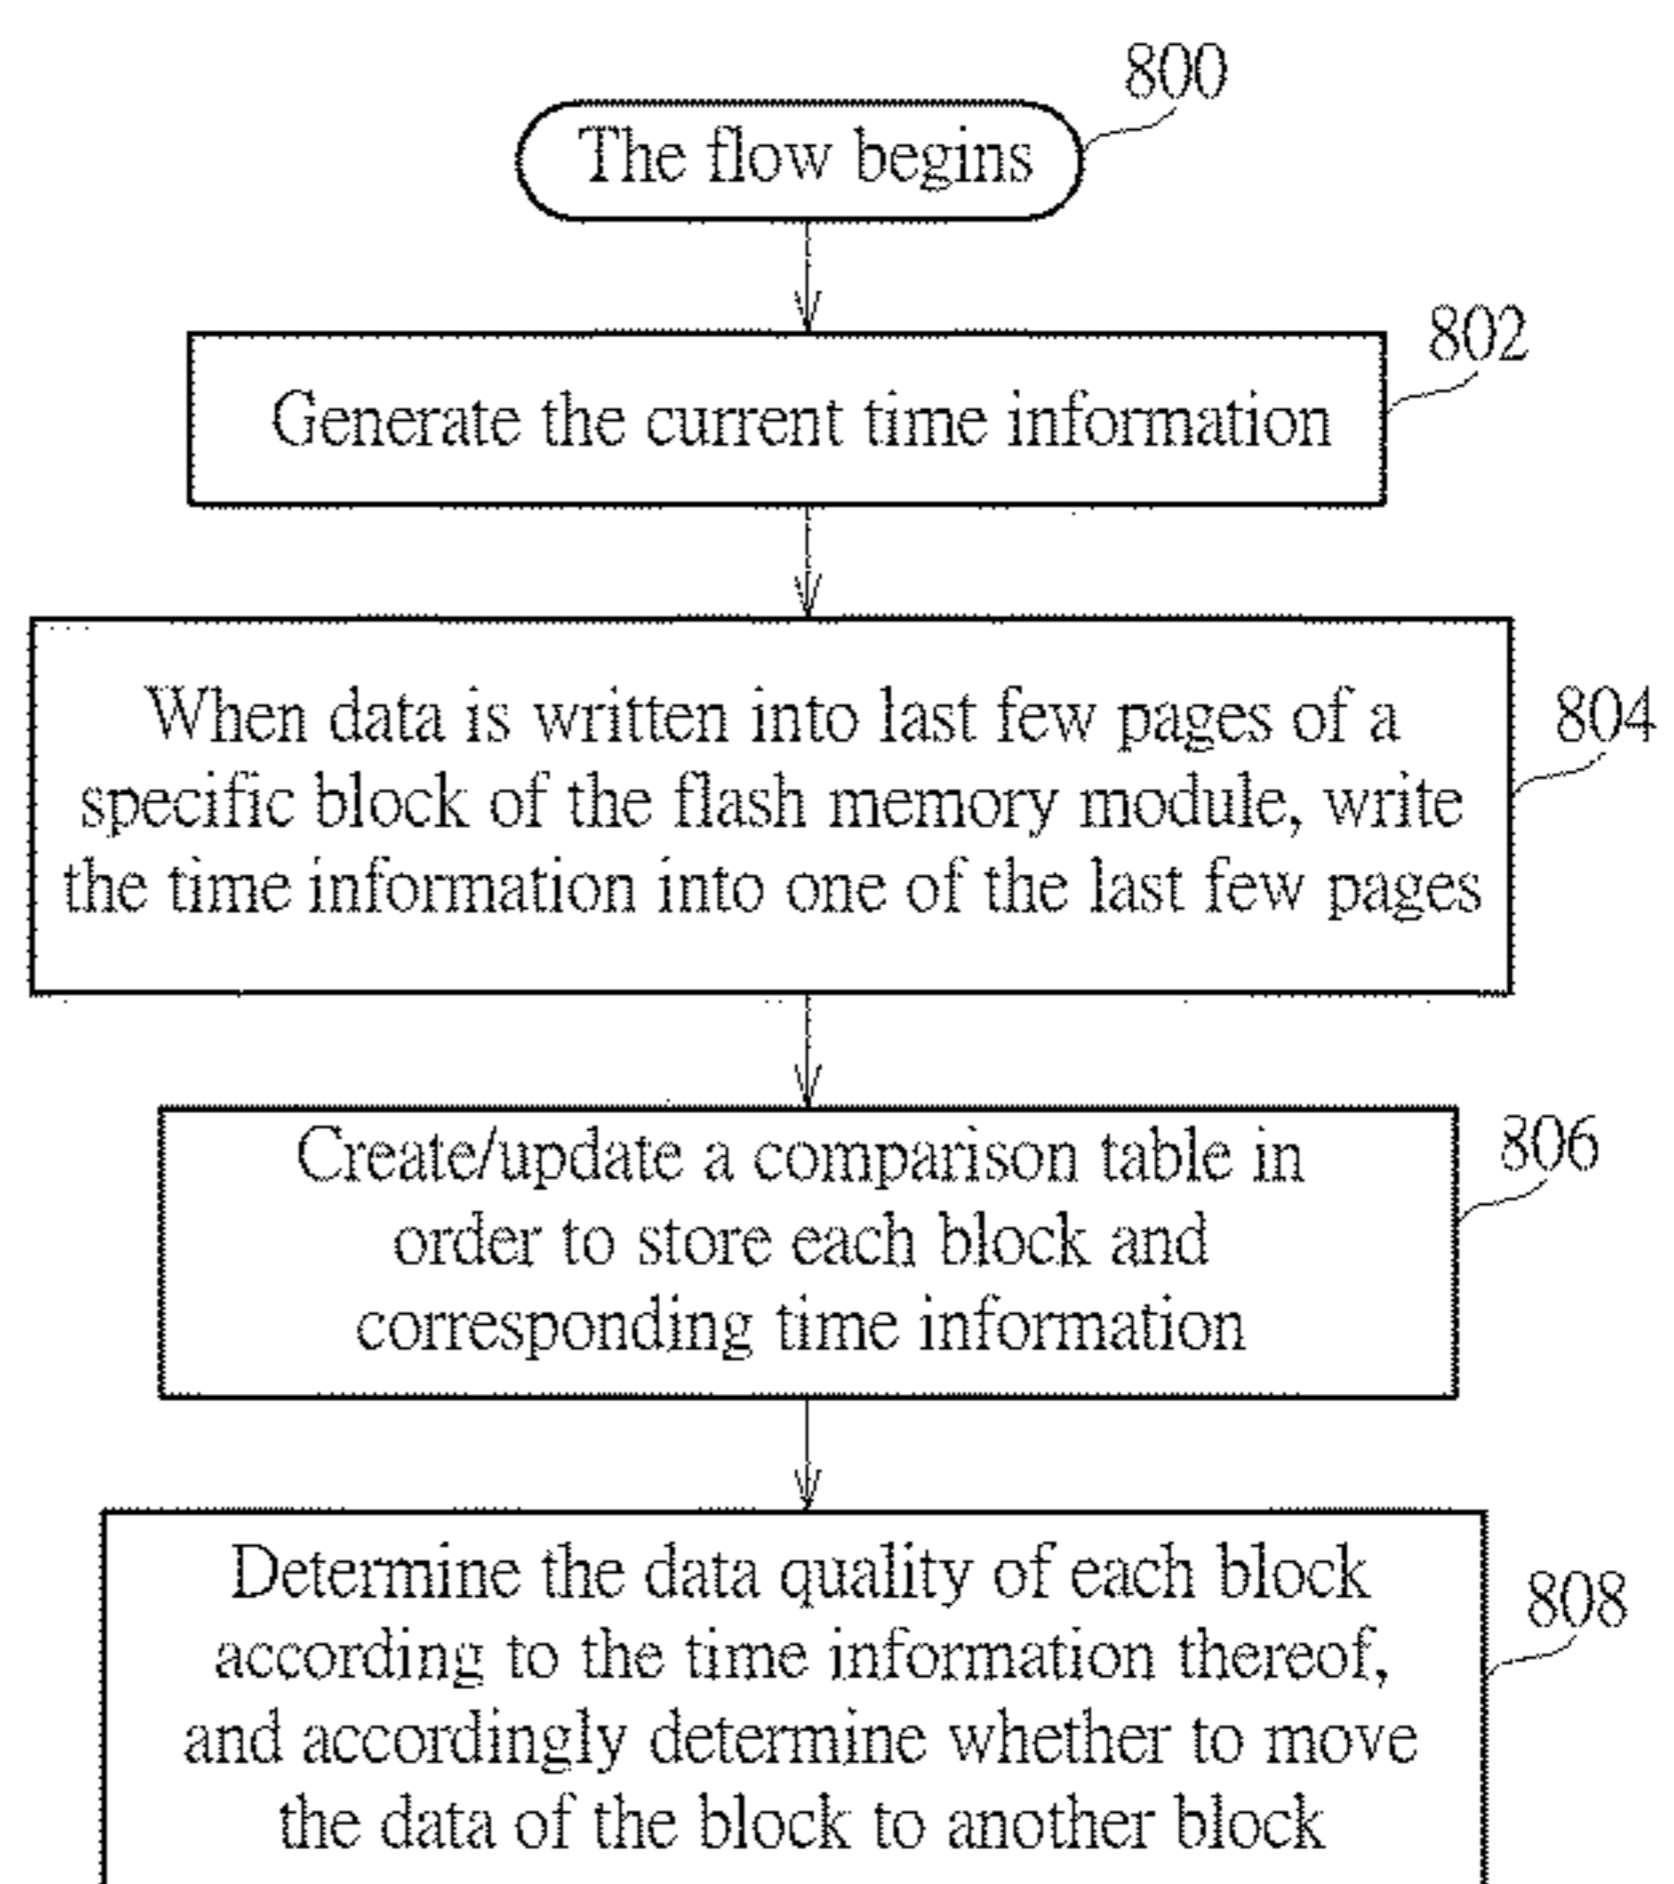 800
The flow begins
802
Generate the current time information
804
When data is written into last few pages of a
specific block of the flash memory module, write
the time information into one of the last few pages
806
Create/update a comparison table in
order to store each block and
corresponding time information
808
Determine the data quality of each block
according to the time information thereof,
and accordingly determine whether to move
the data of the block to another block